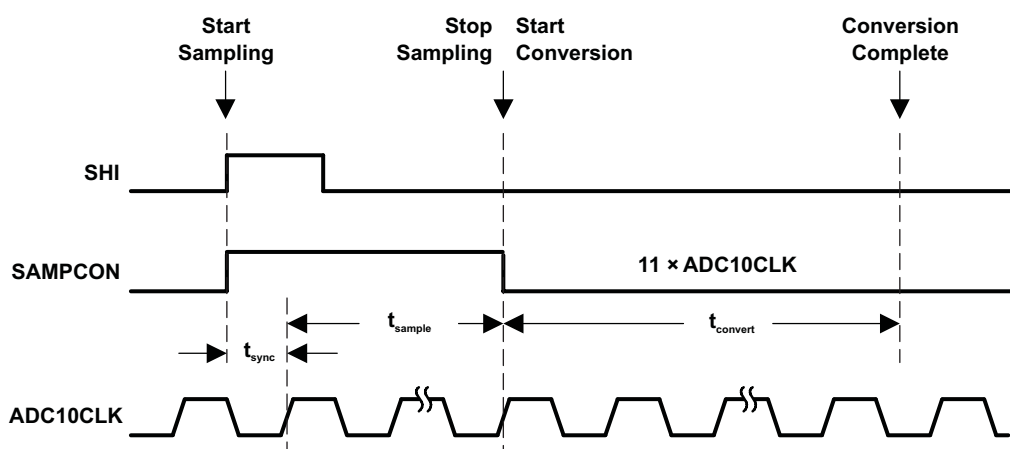 Start
Sampling
Stop
Sampling
Start
Conversion
Conversion
Complete
SHI
SAMPCON
11 × ADC10CLK
tsample
tconvert
tsync
ADC10CLK